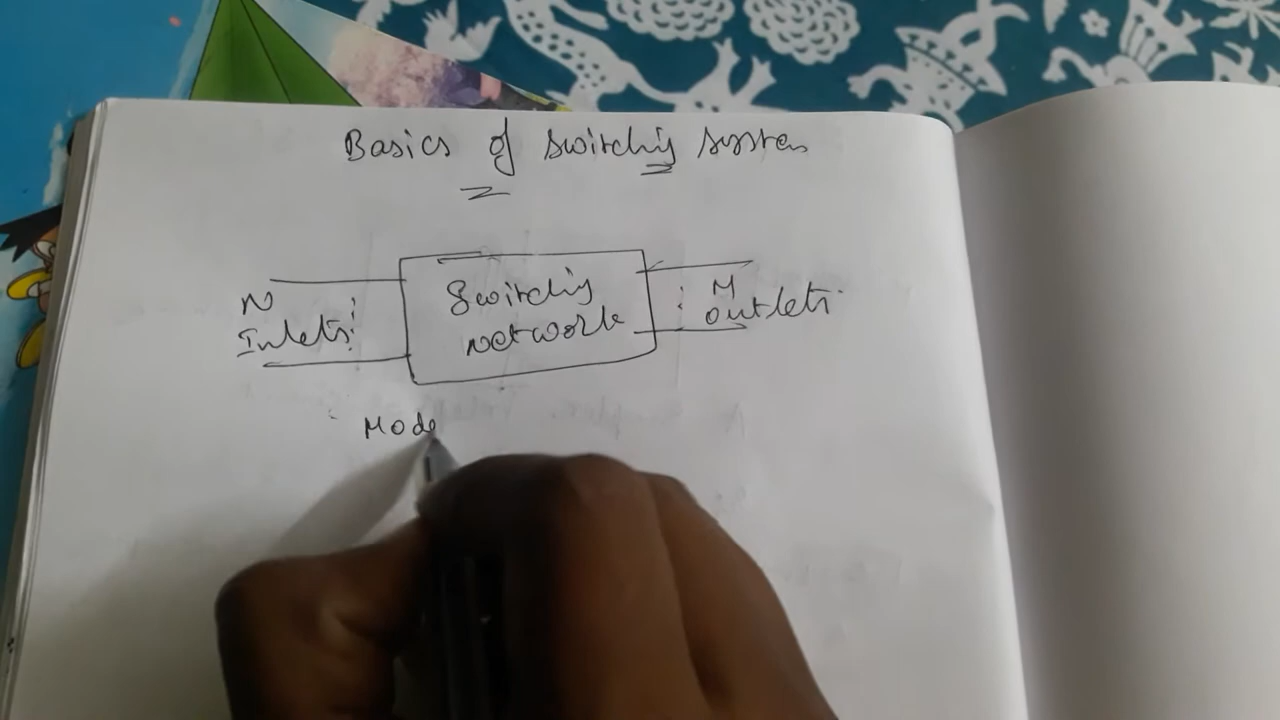 Basics of Switching System
N
Inlets
Switching
network
M
outlets
Mode